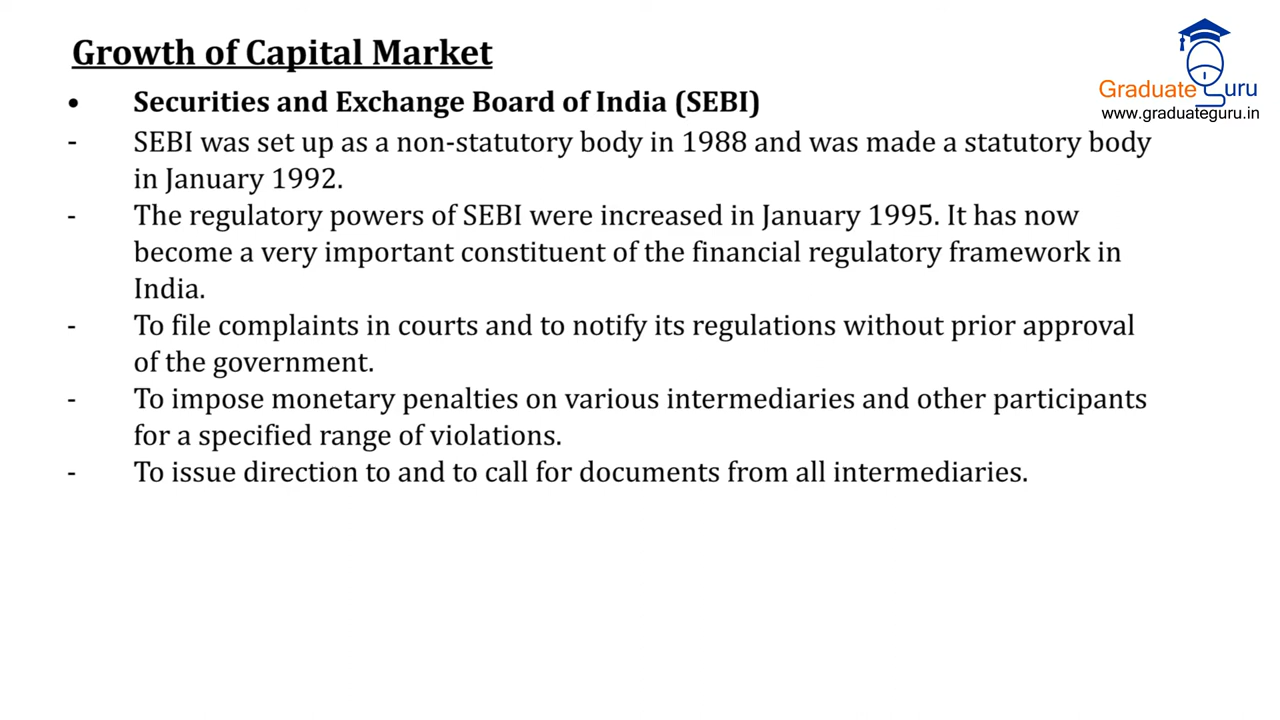 Growth of Capital Market
Graduate Guru
www.graduateguru.in
• Securities and Exchange Board of India (SEBI)
- SEBI was set up as a non-statutory body in 1988 and was made a statutory body
in January 1992.
- The regulatory powers of SEBI were increased in January 1995. It has now
become a very important constituent of the financial regulatory framework in
India.
- To file complaints in courts and to notify its regulations without prior approval
of the government.
- To impose monetary penalties on various intermediaries and other participants
for a specified range of violations.
- To issue direction to and to call for documents from all intermediaries.